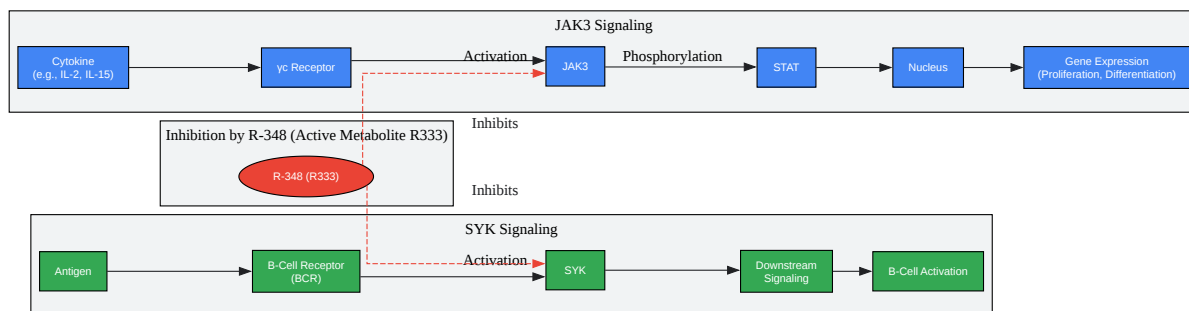 JAK3 Signaling
Cytokine
(e.g., IL-2, IL-15)
γc Receptor
Activation
JAK3
Phosphorylation
STAT
Nucleus
Gene Expression
(Proliferation, Differentiation)
Inhibits
Inhibition by R-348 (Active Metabolite R333)
R-348 (R333)
Inhibits
SYK Signaling
Antigen
B-Cell Receptor
(BCR)
Activation
SYK
Downstream
Signaling
B-Cell Activation